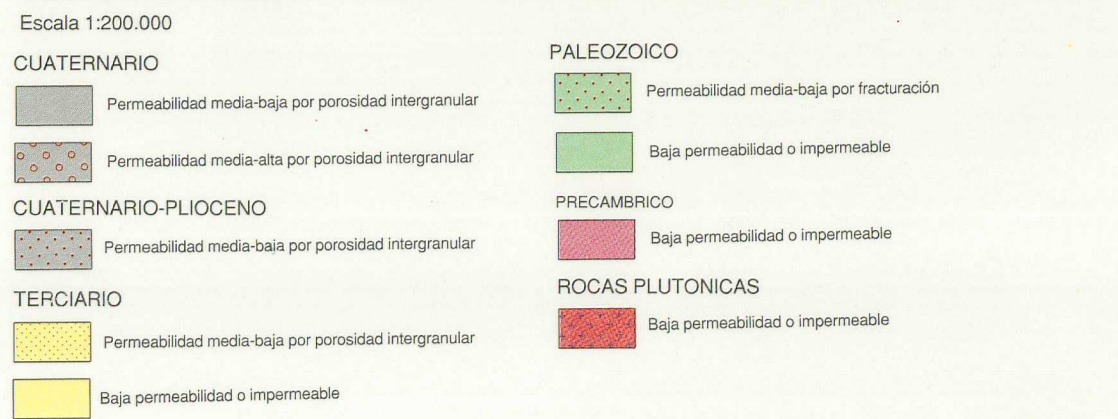 Escala 1:200.000
CUATERNARIO
Permeabilidad media-baja por porosidad intergranular
Permeabilidad media-alta por porosidad intergranular
CUATERNARIO-PLIOCENO
Permeabilidad media-baja por porosidad intergranular
TERCIARIO
Permeabilidad media-baja por porosidad intergranular
Baja permeabilidad o impermeable
PALEOZOICO
Permeabilidad media-baja por fracturación
Baja permeabilidad o impermeable
PRECAMBRICO
Baja permeabilidad o impermeable
ROCAS PLUTONICAS
Baja permeabilidad o impermeable